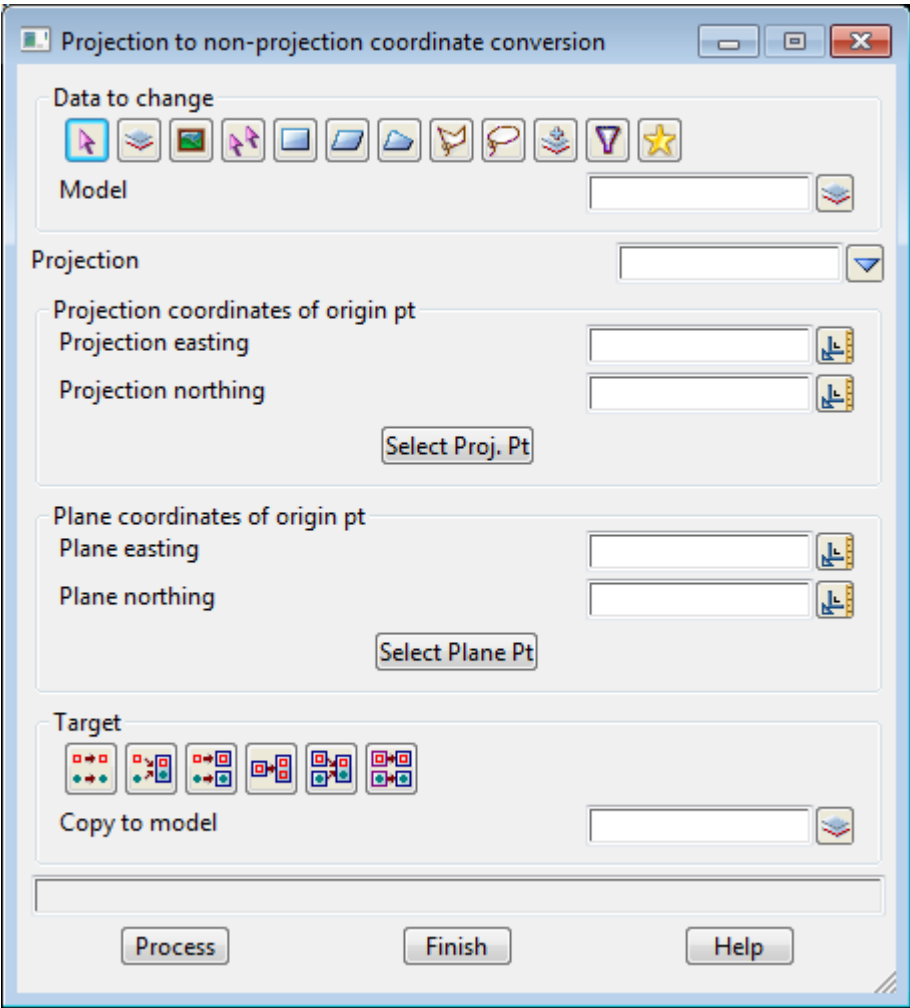 Projection to non-projection coordinate conversion
Data to change
Model
Projection
Projection coordinates of origin pt
Projection easting
Projection northing
Select Proj. Pt
Plane coordinates of origin pt
Plane easting
Plane northing
Select Plane Pt
Target
Copy to model
Process Finish Help